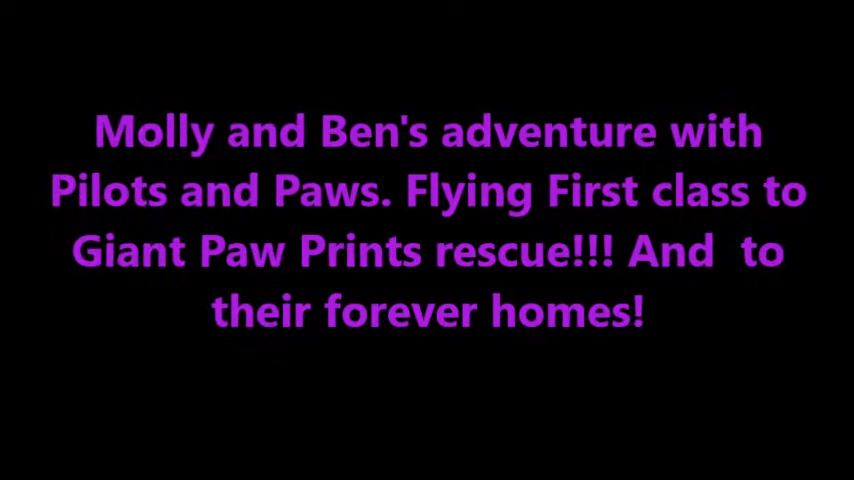 Molly and Ben's adventure with
Pilots and Paws. Flying First class to
Giant Paw Prints rescue!!! And  to
their forever homes!